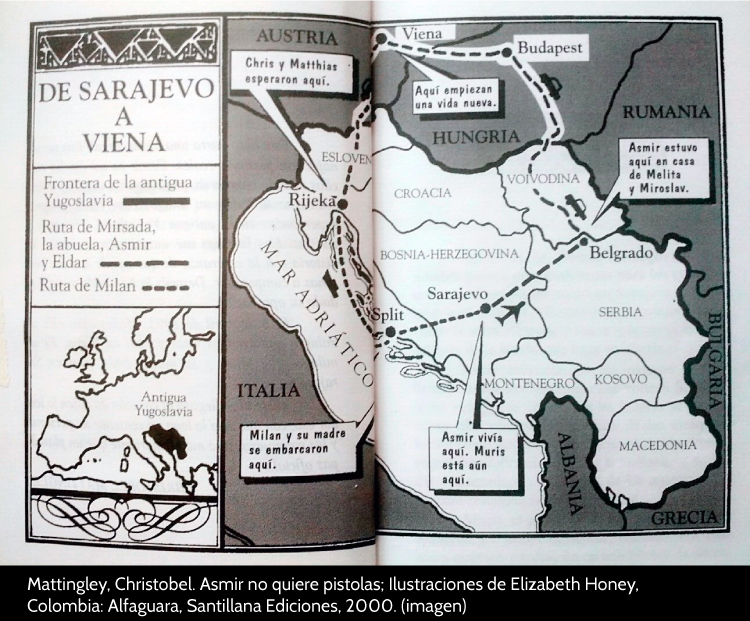 DE SARAJEVO
A
VIENA
Frontera de la antigua
Yugoslavia
Ruta de Mirsada,
la abuela, Asmir
y Eldar
Ruta de Milan
Antigua
Yugoslavia
AUSTRIA
Viena
Budapest
Chris y Matthias
esperaron aquí.
Aquí empiezan
una vida nueva.
RUMANIA
HUNGRIA
Asmir estuvo
aquí en casa
de Melita
y Miroslav.
ESLOVEN
VOIVODINA
CROACIA
Rijeka
Belgrado
BOSNIA-HERZEGOVINA
MAR ADRIÁTICO
Sarajevo
SERBIA
Split
BULGARIA
ITALIA
MONTENEGRO
KOSOVO
Milan y su madre
se embarcaron
aquí.
Asmir vivía
aquí. Muris
está aún
aquí.
ALBANIA
MACEDONIA
GRECIA
Mattingley, Christobel. Asmir no quiere pistolas; Ilustraciones de Elizabeth Honey,
Colombia: Alfaguara, Santillana Ediciones, 2000. (imagen)